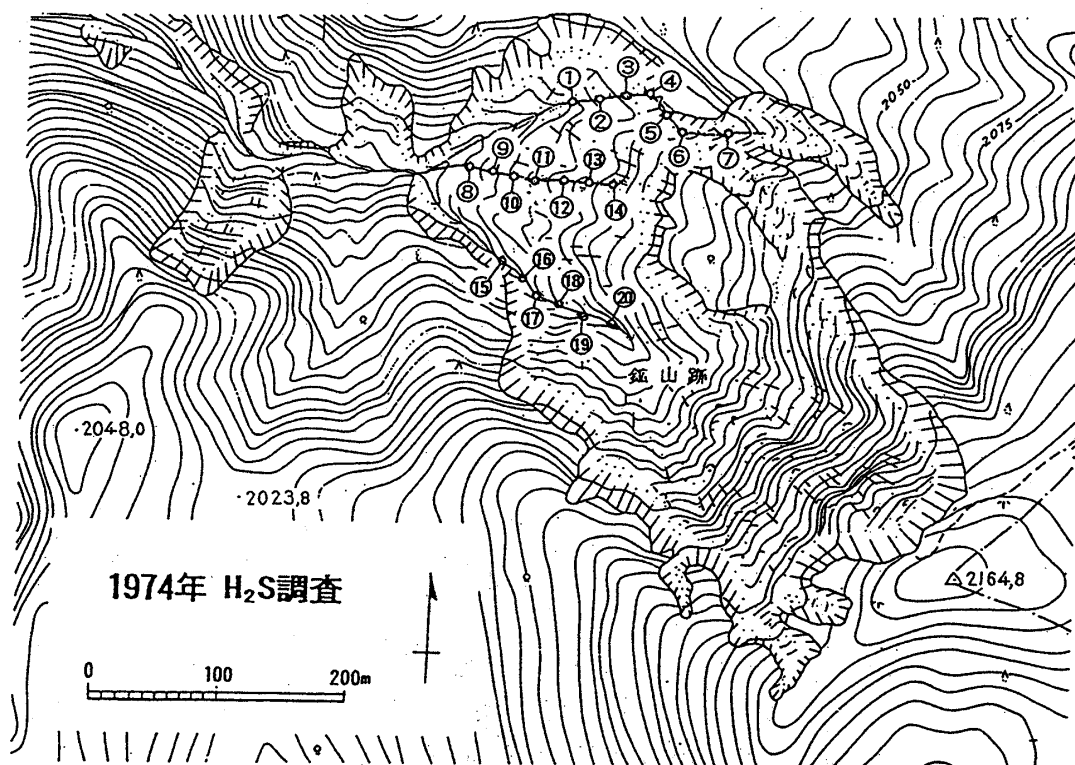 ① ② ③ ④ ⑤ ⑥ ⑦
2050
2075
⑧ ⑨ ⑩ ⑪ ⑫ ⑬ ⑭
⑮ ⑯ ⑰ ⑱ ⑲ ⑳
鉱山跡
·2048,0
·2023,8
2164,8
1974年 H₂S調査
0 100 200m